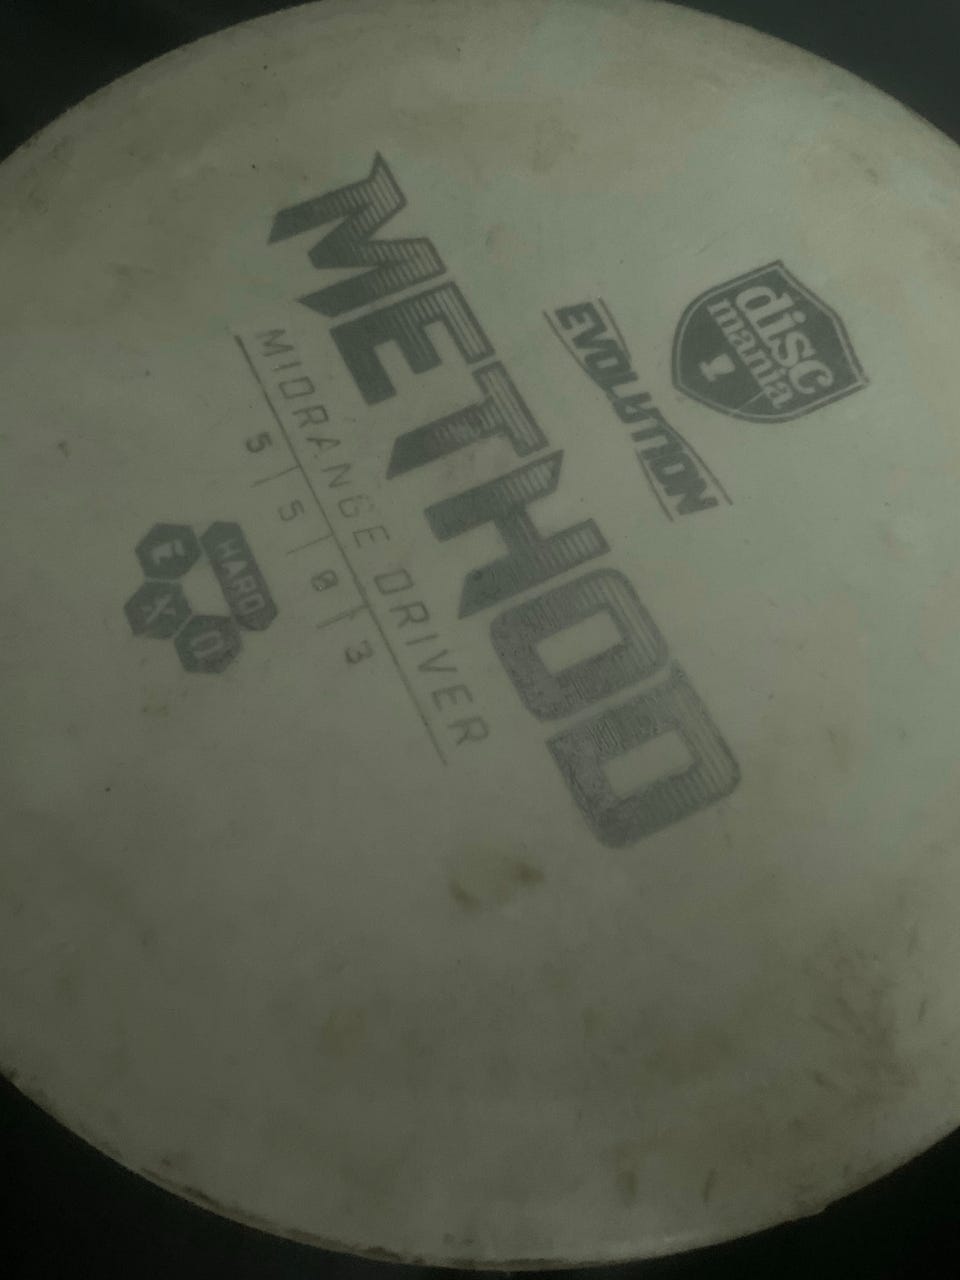 disc
mania
EVOLUTION
METHOD
MIDRANGE DRIVER
5 | 5 | 0 | 3
HARD
EXO